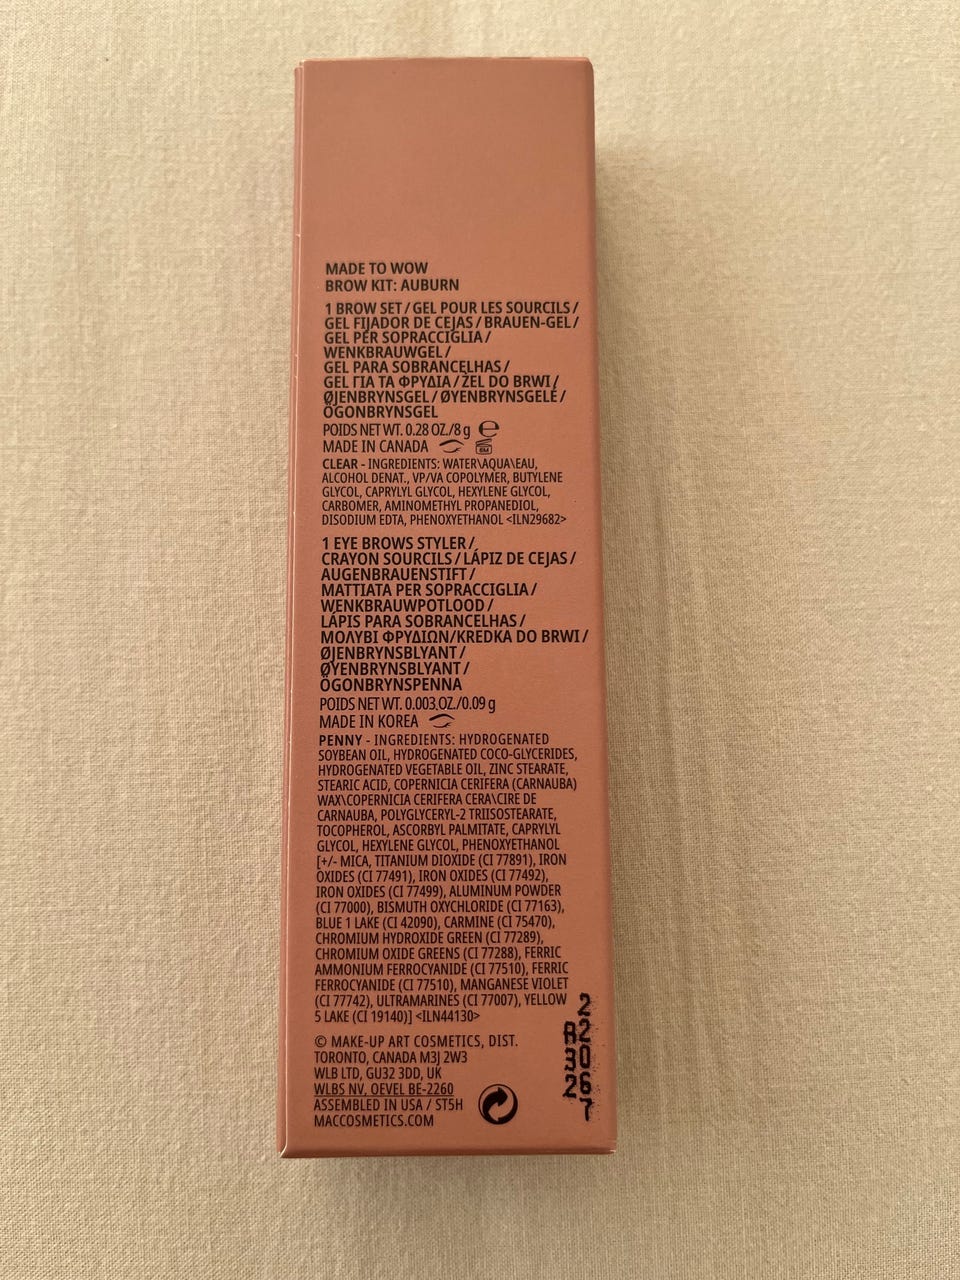 MADE TO WOW
BROW KIT: AUBURN
1 BROW SET / GEL POUR LES SOURCILS /
GEL FIJADOR DE CEJAS / BRAUEN-GEL /
GEL PER SOPRACCIGLIA /
WENKBRAUWGEL /
GEL PARA SOBRANCELHAS /
GEL ΓΙΑ ΤΑ ΦΡΥΔΙΑ / ŻEL DO BRWI /
ØJENBRYNSGEL / ØYENBRYNSGELÉ /
ÖGONBRYNSGEL
POIDS NET WT. 0.28 OZ./8 g ℮
MADE IN CANADA 6M
CLEAR - INGREDIENTS: WATER\AQUA\EAU,
ALCOHOL DENAT., VP/VA COPOLYMER, BUTYLENE
GLYCOL, CAPRYLYL GLYCOL, HEXYLENE GLYCOL,
CARBOMER, AMINOMETHYL PROPANEDIOL,
DISODIUM EDTA, PHENOXYETHANOL <ILN29682>
1 EYE BROWS STYLER /
CRAYON SOURCILS / LÁPIZ DE CEJAS /
AUGENBRAUENSTIFT /
MATTIATA PER SOPRACCIGLIA /
WENKBRAUWPOTLOOD /
LÁPIS PARA SOBRANCELHAS /
ΜΟΛΥΒΙ ΦΡΥΔΙΩΝ/KREDKA DO BRWI /
ØJENBRYNSBLYANT /
ØYENBRYNSBLYANT /
ÖGONBRYNSPENNA
POIDS NET WT. 0.003 OZ./0.09 g
MADE IN KOREA
PENNY - INGREDIENTS: HYDROGENATED
SOYBEAN OIL, HYDROGENATED COCO-GLYCERIDES,
HYDROGENATED VEGETABLE OIL, ZINC STEARATE,
STEARIC ACID, COPERNICIA CERIFERA (CARNAUBA)
WAX\COPERNICIA CERIFERA CERA\CIRE DE
CARNAUBA, POLYGLYCERYL-2 TRIISOSTEARATE,
TOCOPHEROL, ASCORBYL PALMITATE, CAPRYLYL
GLYCOL, HEXYLENE GLYCOL, PHENOXYETHANOL
[+/- MICA, TITANIUM DIOXIDE (CI 77891), IRON
OXIDES (CI 77491), IRON OXIDES (CI 77492),
IRON OXIDES (CI 77499), ALUMINUM POWDER
(CI 77000), BISMUTH OXYCHLORIDE (CI 77163),
BLUE 1 LAKE (CI 42090), CARMINE (CI 75470),
CHROMIUM HYDROXIDE GREEN (CI 77289),
CHROMIUM OXIDE GREENS (CI 77288), FERRIC
AMMONIUM FERROCYANIDE (CI 77510), FERRIC
FERROCYANIDE (CI 77510), MANGANESE VIOLET
(CI 77742), ULTRAMARINES (CI 77007), YELLOW
5 LAKE (CI 19140)] <ILN44130>
© MAKE-UP ART COSMETICS, DIST.
TORONTO, CANADA M3J 2W3
WLB LTD, GU32 3DD, UK
WLBS NV, OEVEL BE-2260
ASSEMBLED IN USA / ST5H
MACCOSMETICS.COM
2
A2
30
26
7